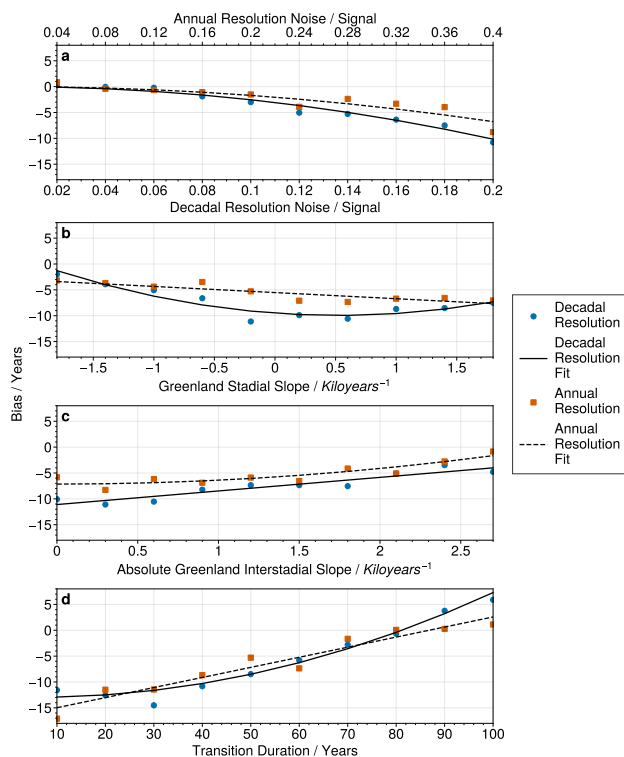 Annual Resolution Noise / Signal
0.04 0.08 0.12 0.16 0.2 0.24 0.28 0.32 0.36 0.4
a
5
0
−5
−10
−15
0.02 0.04 0.06 0.08 0.1 0.12 0.14 0.16 0.18 0.2
Decadal Resolution Noise / Signal
b
5
0
−5
−10
−15
−1.5 −1 −0.5 0 0.5 1 1.5
Greenland Stadial Slope / Kiloyears⁻¹
Bias / Years
c
5
0
−5
−10
−15
0 0.5 1 1.5 2 2.5
Absolute Greenland Interstadial Slope / Kiloyears⁻¹
d
5
0
−5
−10
−15
10 20 30 40 50 60 70 80 90 100
Transition Duration / Years
Decadal
Resolution
Decadal
Resolution
Fit
Annual
Resolution
Annual
Resolution
Fit